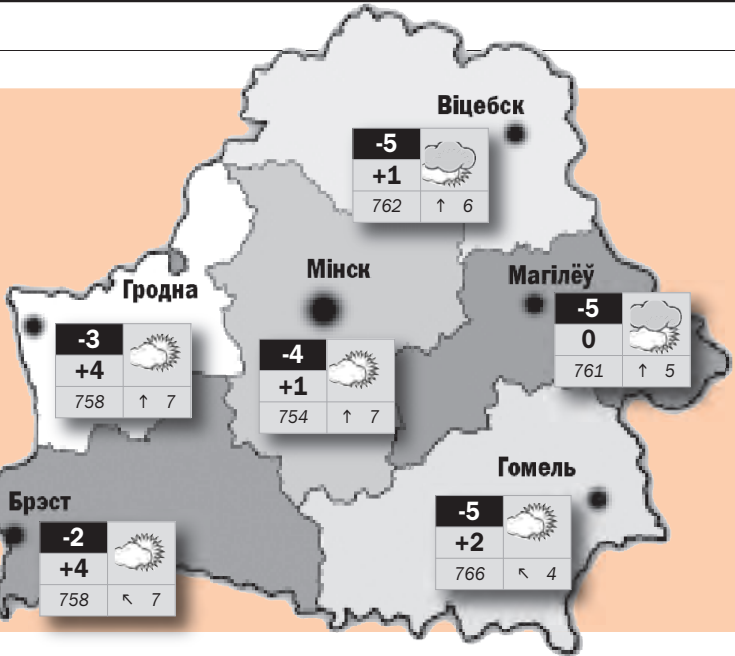 Віцебск
-5
+1
762 ↑ 6
Мінск
-4
+1
754 ↑ 7
Магілёў
-5
0
761 ↑ 5
Гродна
-3
+4
758 ↑ 7
Гомель
-5
+2
766 ↖ 4
Брэст
-2
+4
758 ↖ 7